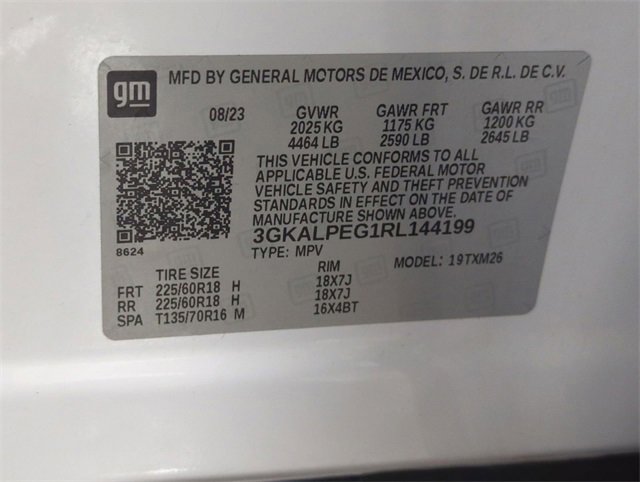 gm
MFD BY GENERAL MOTORS DE MEXICO, S. DE R.L. DE C.V.
08/23 GVWR GAWR FRT GAWR RR
2025 KG 1175 KG 1200 KG
4464 LB 2590 LB 2645 LB
THIS VEHICLE CONFORMS TO ALL
APPLICABLE U.S. FEDERAL MOTOR
VEHICLE SAFETY AND THEFT PREVENTION
STANDARDS IN EFFECT ON THE DATE OF
MANUFACTURE SHOWN ABOVE.
3GKALPEG1RL144199
8624
TYPE: MPV MODEL: 19TXM26
TIRE SIZE RIM
FRT 225/60R18 H 18X7J
RR 225/60R18 H 18X7J
SPA T135/70R16 M 16X4BT